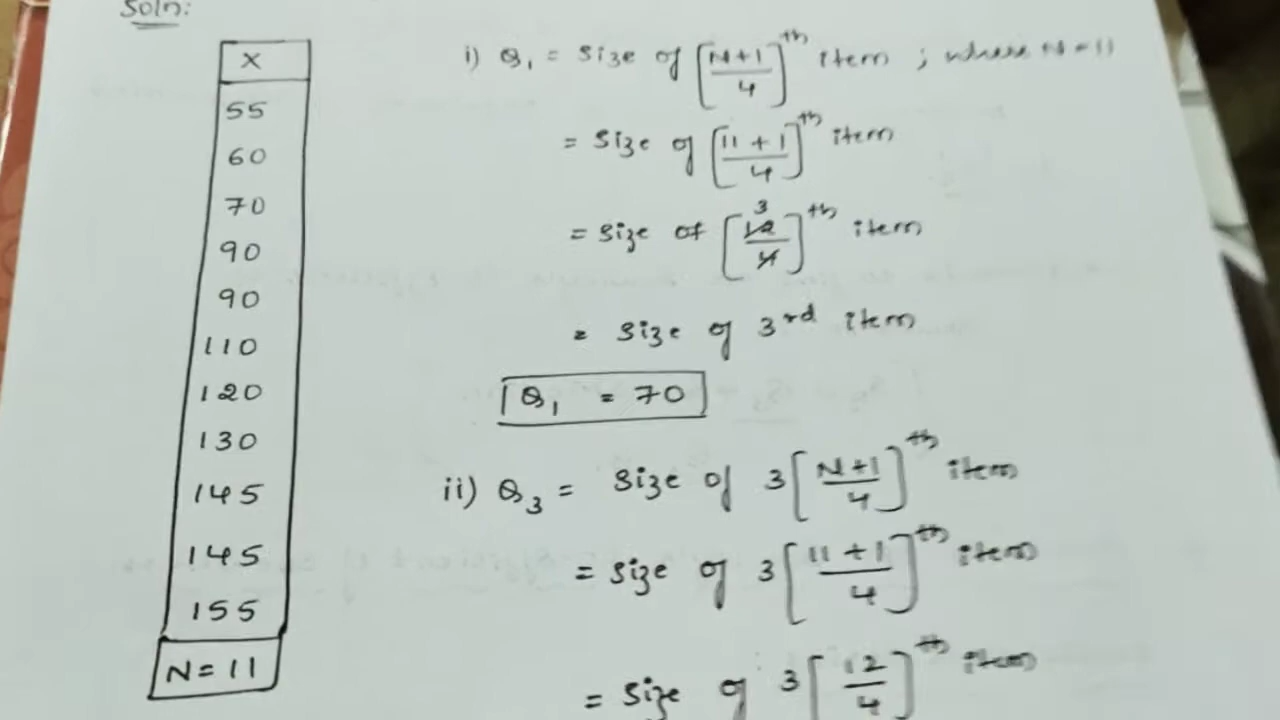 Soln:
X
55
60
70
90
90
110
120
130
145
145
155
N = 11
i) Q₁ = Size of [N+1/4]ᵗʰ item ; where N = 11
= Size of [11+1/4]ᵗʰ item
= Size of [12/4]ᵗʰ item
3
= Size of 3ʳᵈ item
Q₁ = 70
ii) Q₃ = Size of 3[N+1/4]ᵗʰ item
= Size of 3[11+1/4]ᵗʰ item
= Size of 3[12/4]ᵗʰ item